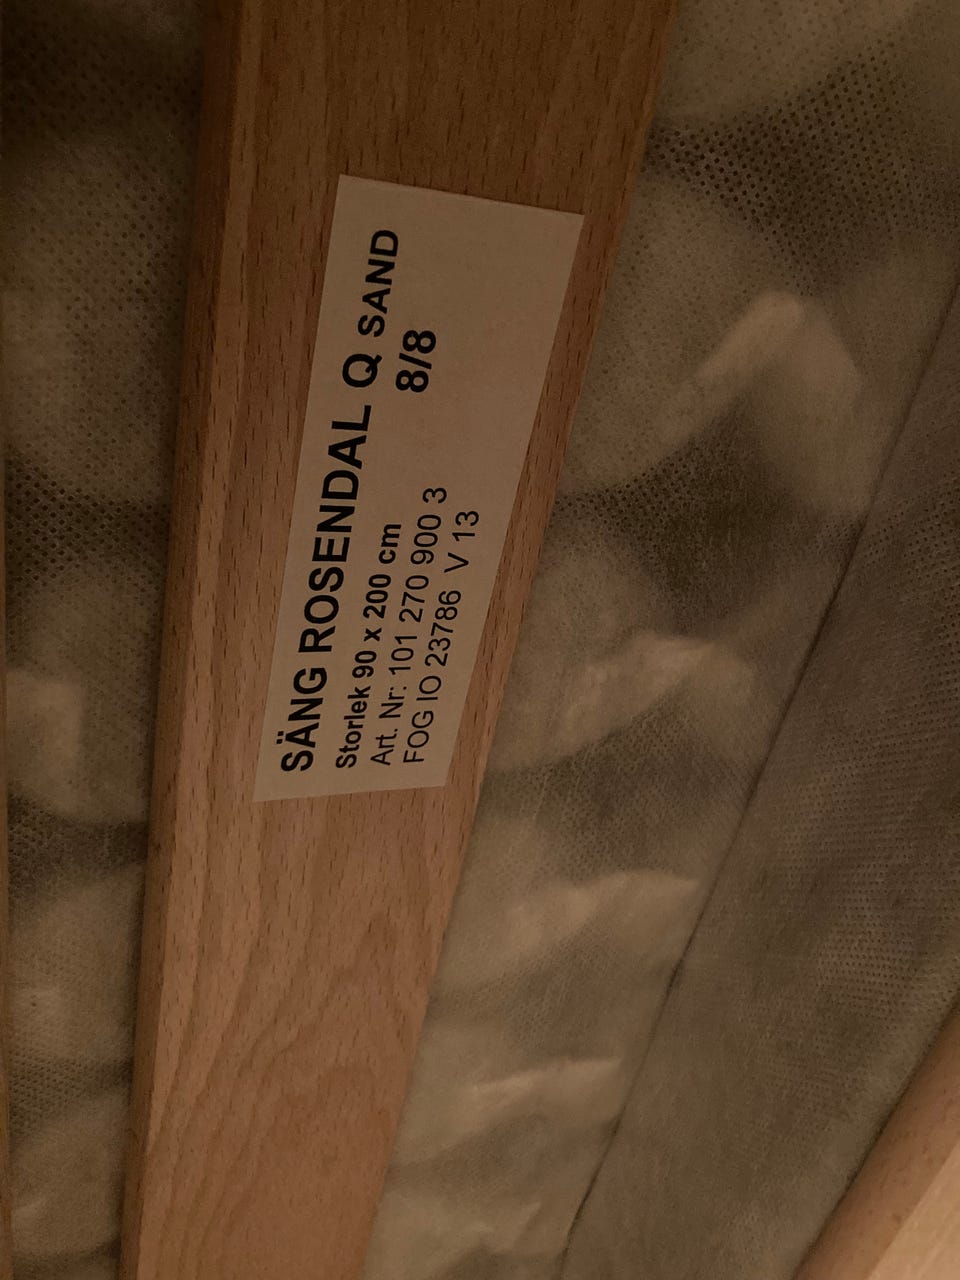 SÄNG ROSENDAL Q SAND
Storlek 90 x 200 cm 8/8
Art. Nr: 101 270 900 3
FOG IO 23786 V 13